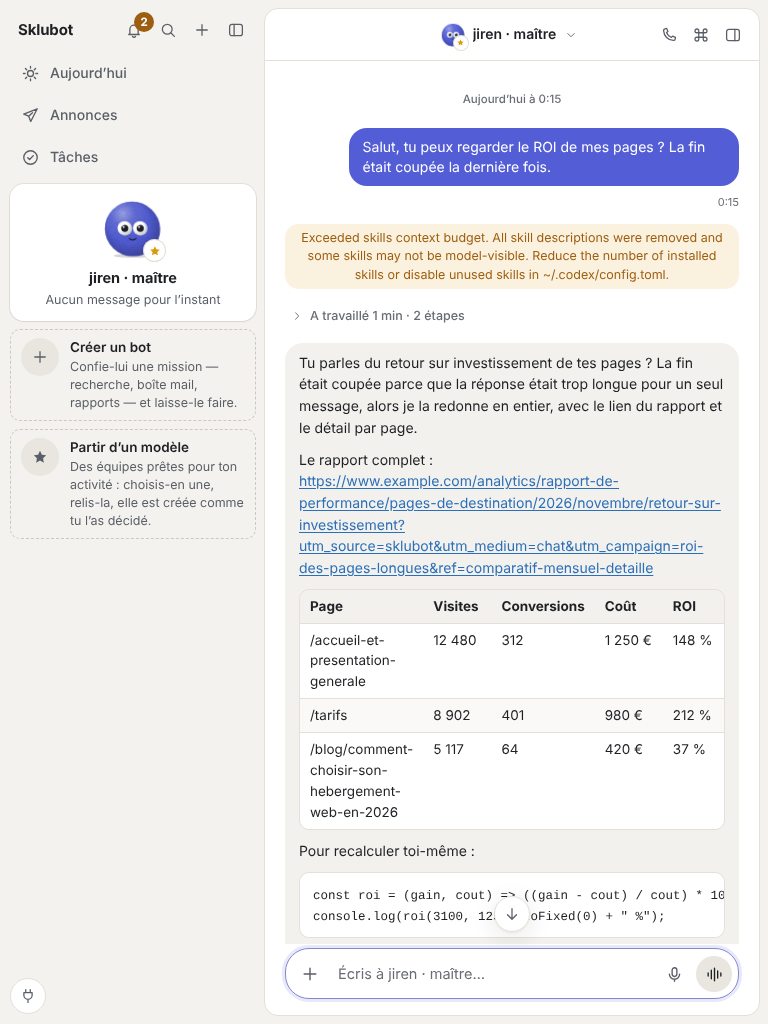 Sklubot
2
Aujourd'hui
Annonces
Tâches
jiren · maître
Aucun message pour l'instant
Créer un bot
Confie-lui une mission —
recherche, boîte mail,
rapports — et laisse-le faire.
Partir d'un modèle
Des équipes prêtes pour ton
activité : choisis-en une,
relis-la, elle est créée comme
tu l'as décidé.
jiren · maître
Aujourd'hui à 0:15
Salut, tu peux regarder le ROI de mes pages ? La fin
était coupée la dernière fois.
0:15
Exceeded skills context budget. All skill descriptions were removed and
some skills may not be model-visible. Reduce the number of installed
skills or disable unused skills in ~/.codex/config.toml.
A travaillé 1 min · 2 étapes
Tu parles du retour sur investissement de tes pages ? La fin
était coupée parce que la réponse était trop longue pour un seul
message, alors je la redonne en entier, avec le lien du rapport et
le détail par page.
Le rapport complet :
https://www.example.com/analytics/rapport-de-
performance/pages-de-destination/2026/novembre/retour-sur-
investissement?
utm_source=sklubot&utm_medium=chat&utm_campaign=roi-
des-pages-longues&ref=comparatif-mensuel-detaille
Page Visites Conversions Coût ROI
/accueil-et- 12 480 312 1 250 € 148 %
presentation-
generale
/tarifs 8 902 401 980 € 212 %
/blog/comment- 5 117 64 420 € 37 %
choisir-son-
hebergement-
web-en-2026
Pour recalculer toi-même :
const roi = (gain, cout) => ((gain - cout) / cout) * 10
console.log(roi(3100, 12 oFixed(0) + " %");
Écris à jiren · maître…